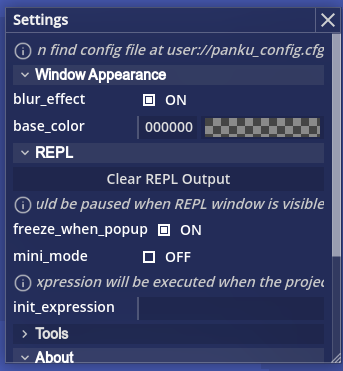 Settings
n find config file at user://panku_config.cfg
Window Appearance
blur_effect ON
base_color 000000
REPL
Clear REPL Output
uld be paused when REPL window is visible
freeze_when_popup ON
mini_mode OFF
xpression will be executed when the projec
init_expression
Tools
About